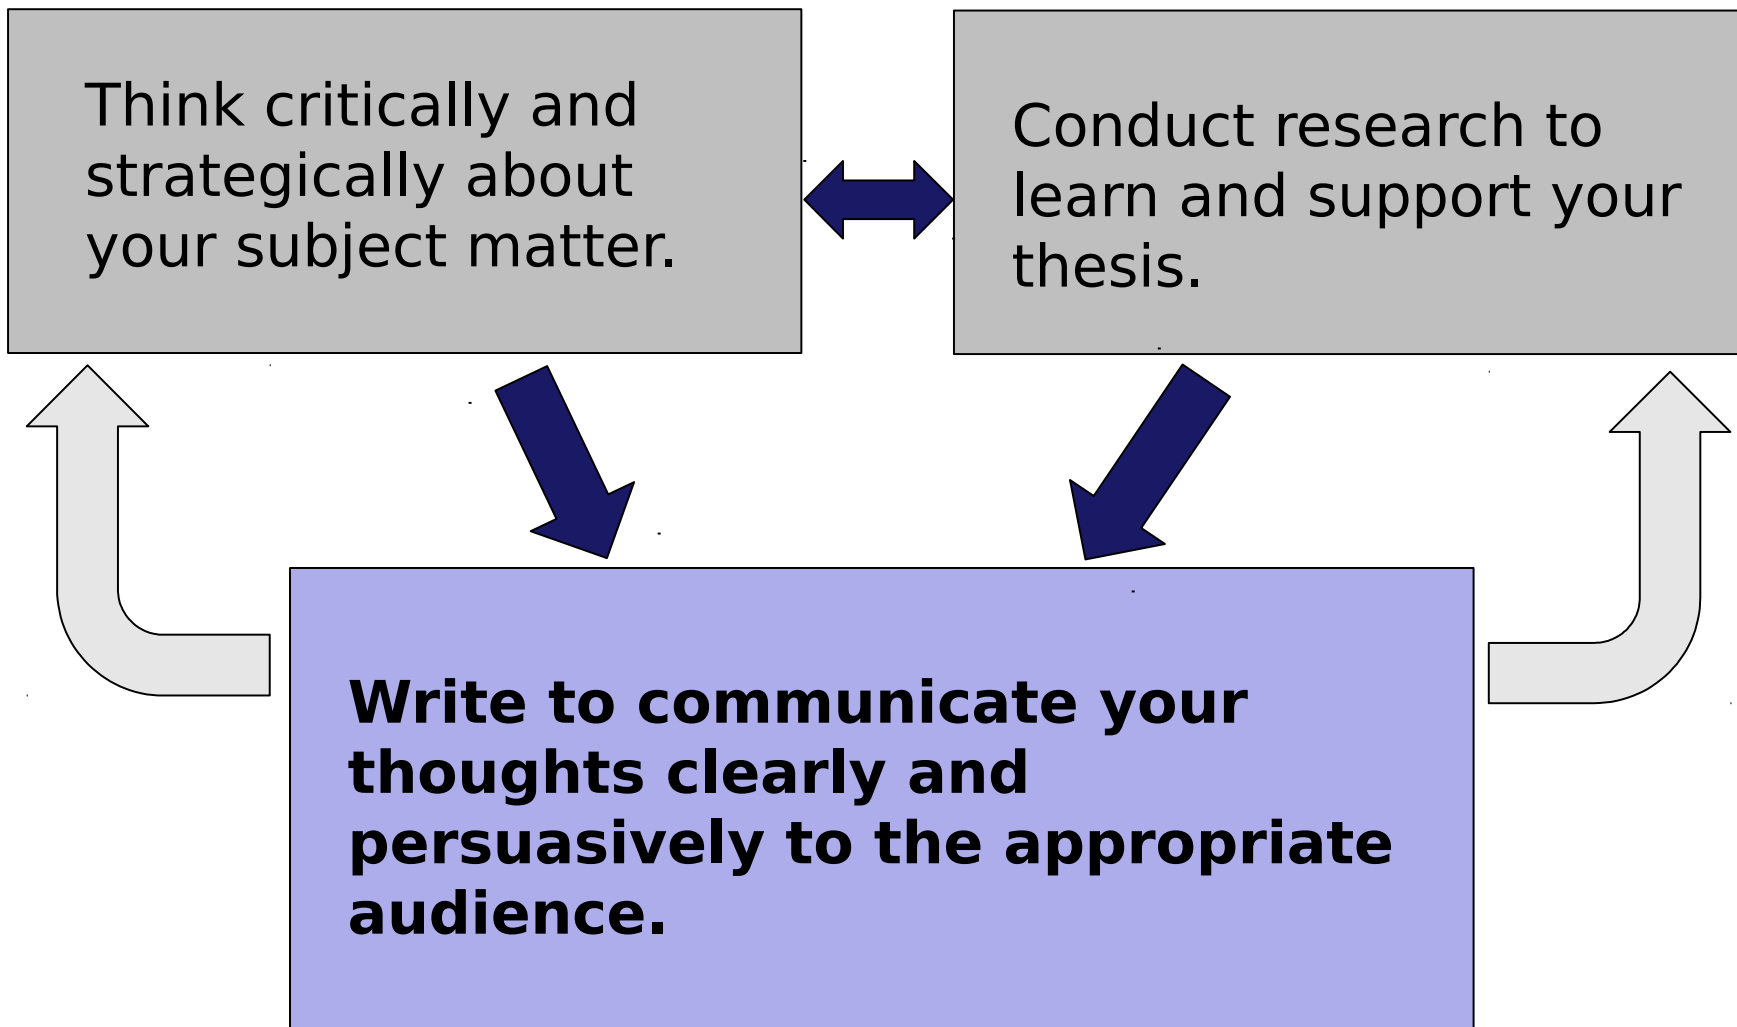 Think critically and
strategically about
your subject matter.
Conduct research to
learn and support your
thesis.
Write to communicate your
thoughts clearly and
persuasively to the appropriate
audience.